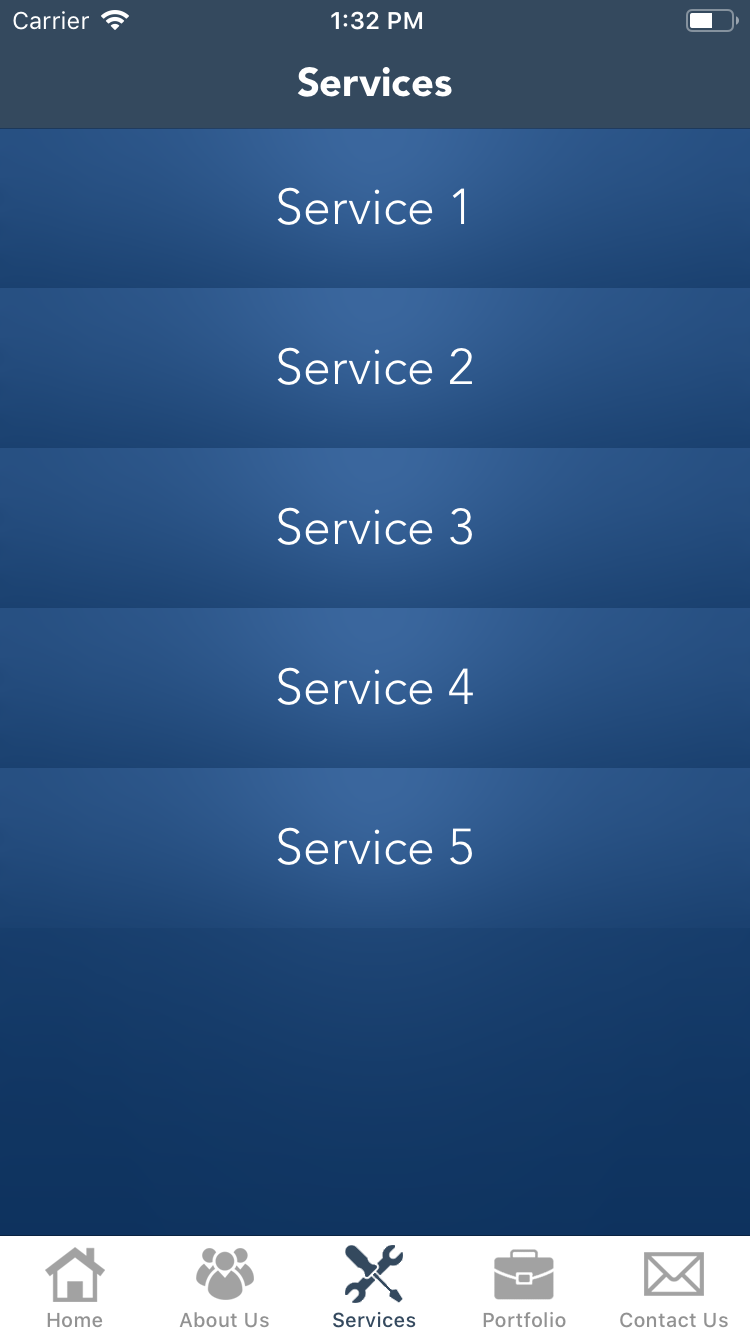 Carrier 1:32 PM
Services
Service 1
Service 2
Service 3
Service 4
Service 5
Home About Us Services Portfolio Contact Us